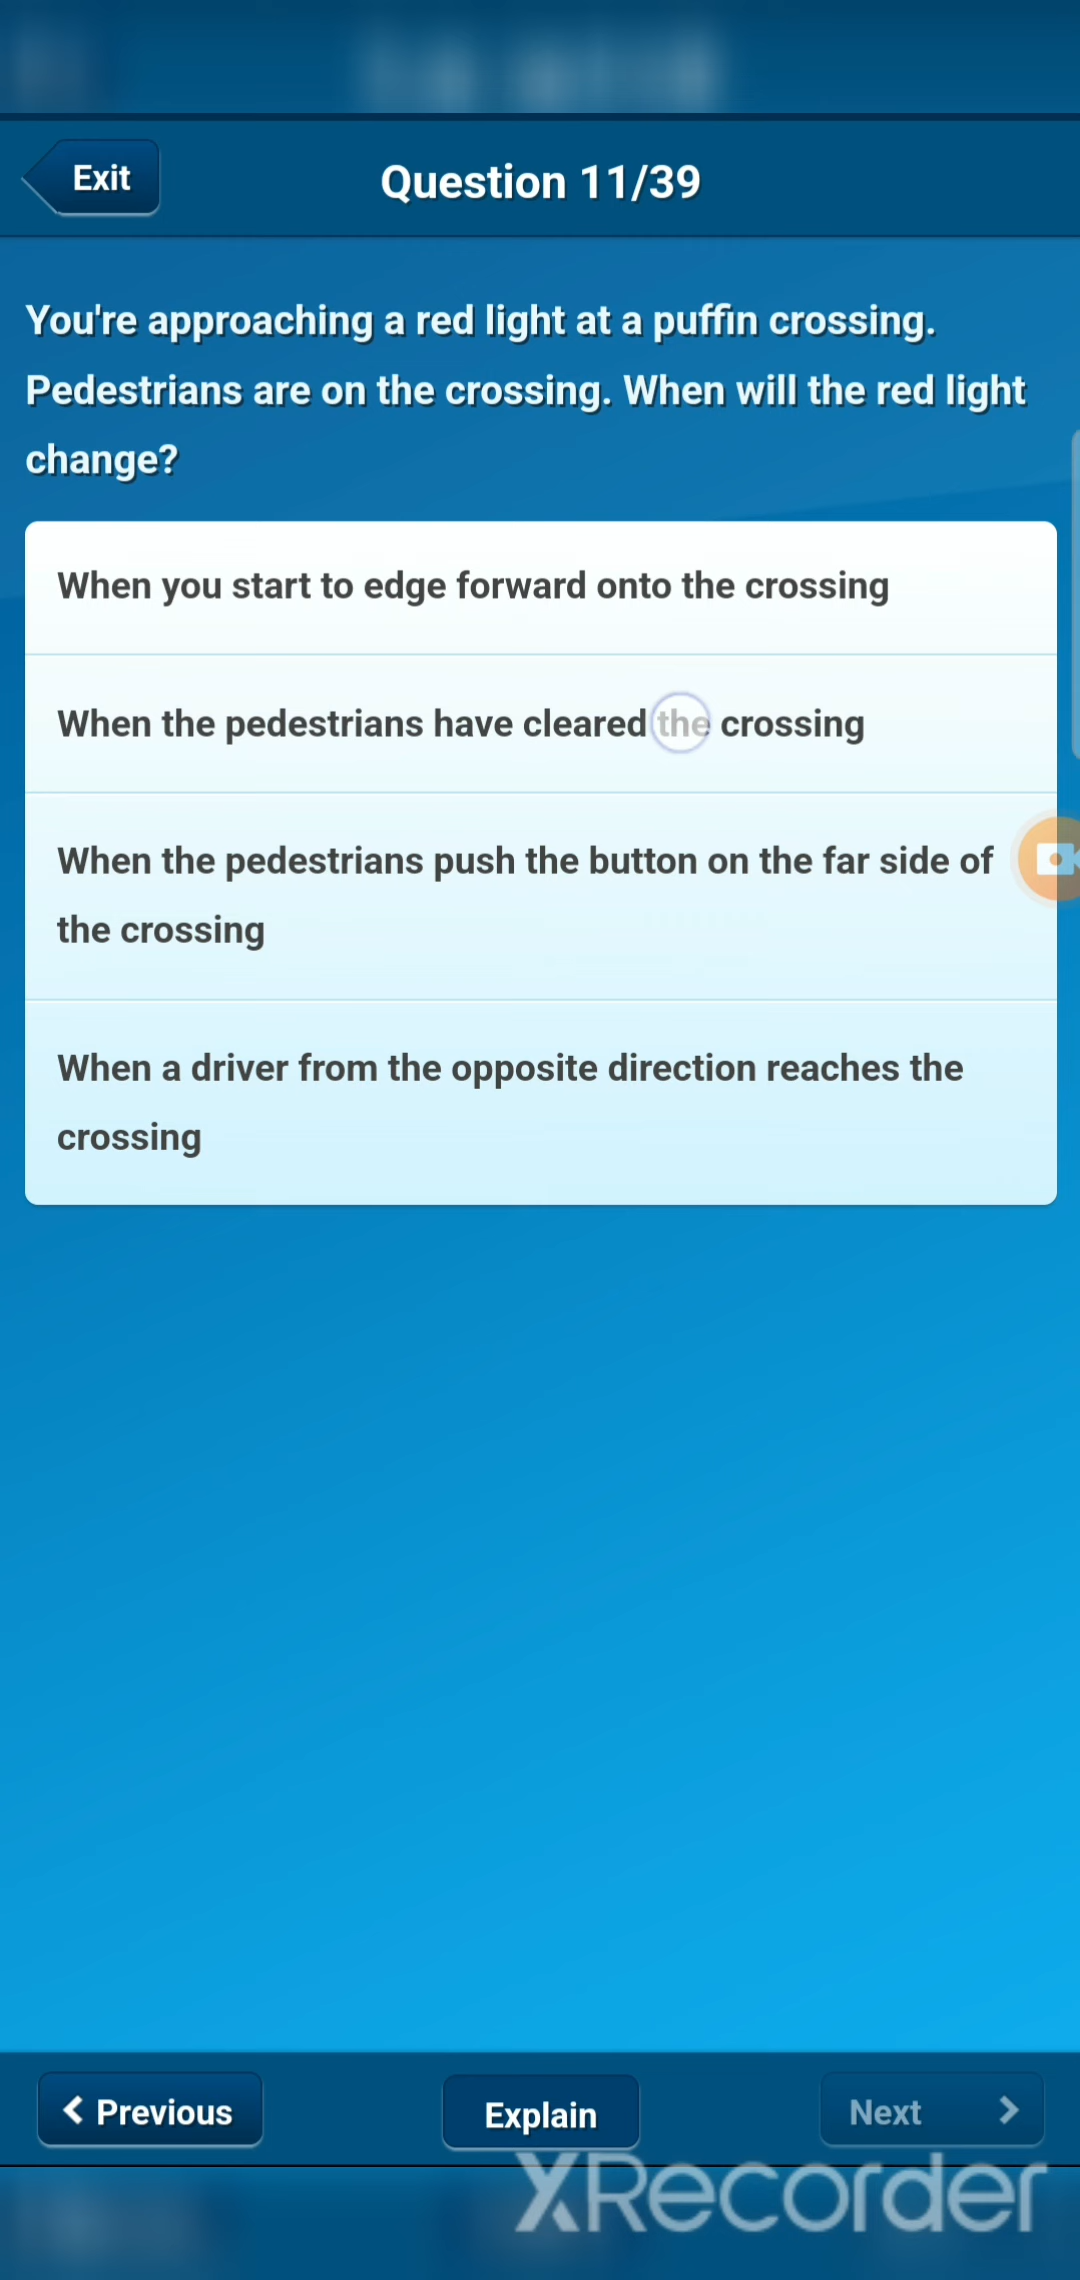 Exit
Question 11/39
You're approaching a red light at a puffin crossing.
Pedestrians are on the crossing. When will the red light
change?
When you start to edge forward onto the crossing
When the pedestrians have cleared the crossing
When the pedestrians push the button on the far side of
the crossing
When a driver from the opposite direction reaches the
crossing
Previous
Explain
Next
XRecorder